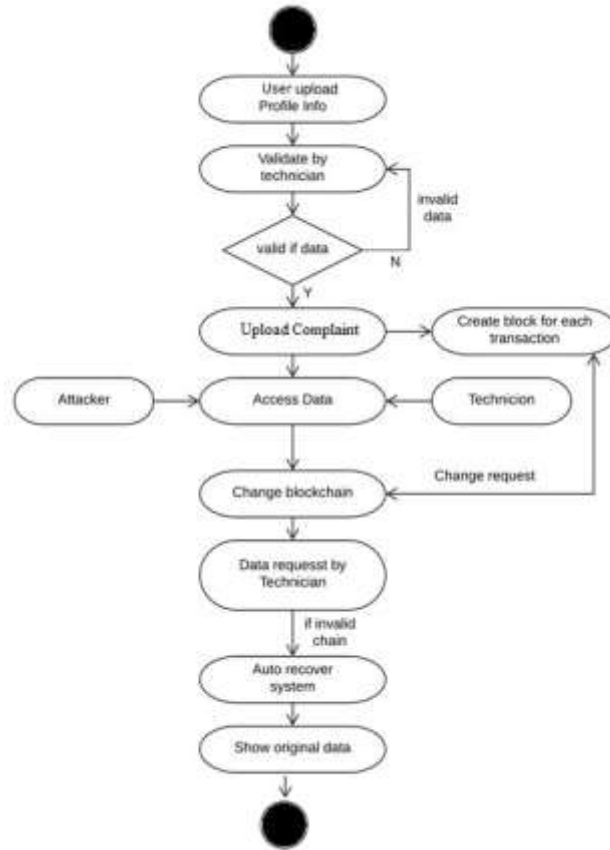 User upload
Profile Info
Validate by
technician
invalid
data
valid if data
N
Y
Upload Complaint
Create block for each
transaction
Attacker
Access Data
Technicion
Change request
Change blockchain
Data requesst by
Technician
if invalid
chain
Auto recover
system
Show original data